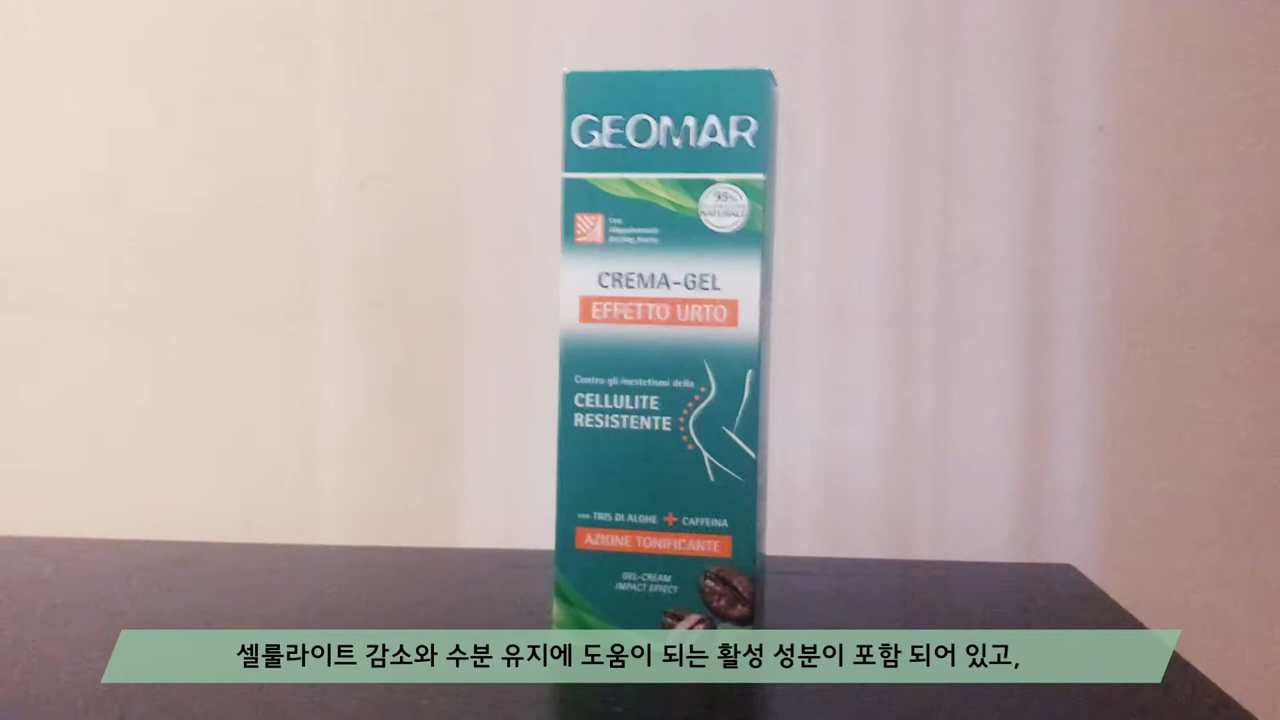 GEOMAR
95%
NATURALE
CREMA-GEL
EFFETTO URTO
Contro gli inestetismi della
CELLULITE
RESISTENTE
con TRIS DI ALGHE + CAFFEINA
AZIONE TONIFICANTE
GEL-CREAM
IMPACT EFFECT
셀룰라이트 감소와 수분 유지에 도움이 되는 활성 성분이 포함 되어 있고,